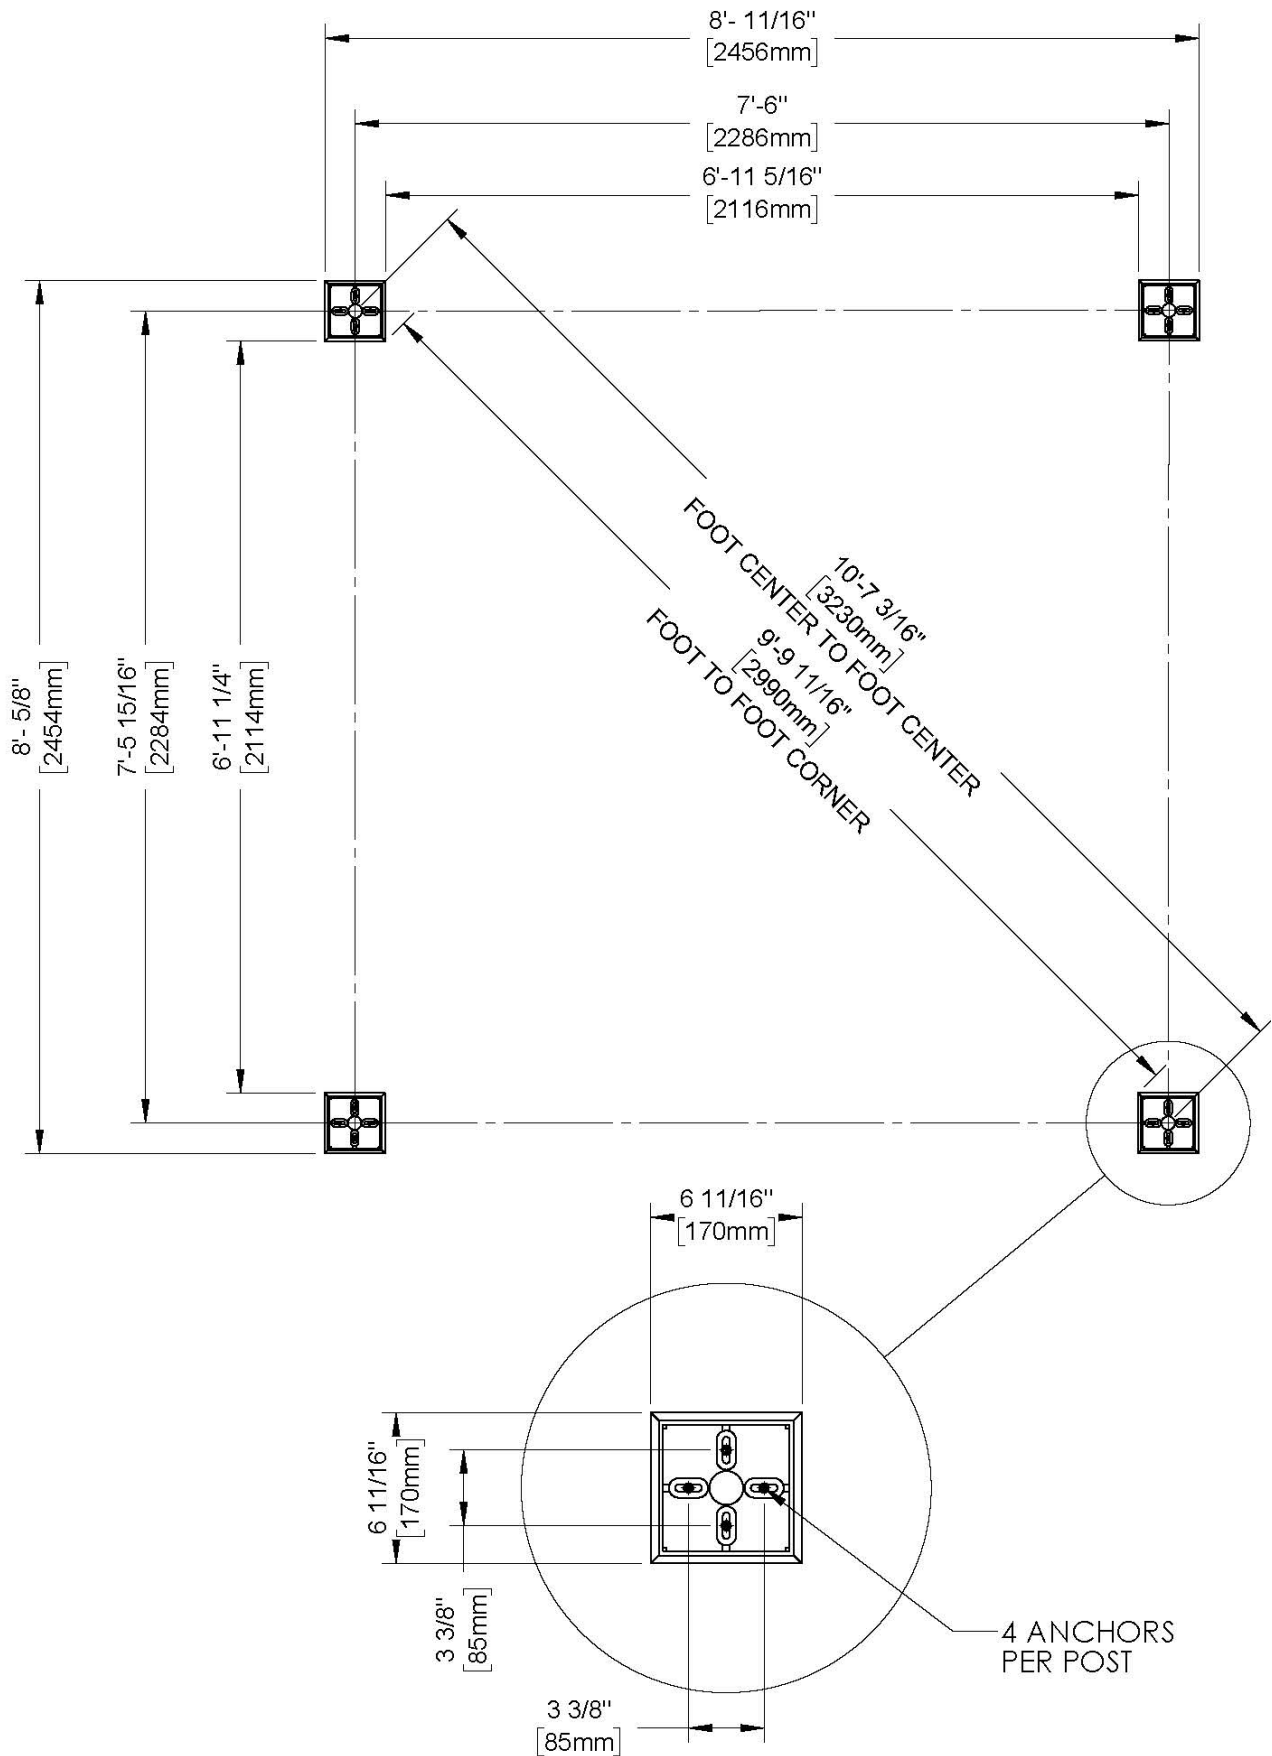 8'- 11/16"
[2456mm]
7'-6"
[2286mm]
6'-11 5/16"
[2116mm]
8'- 5/8"
[2454mm]
7'-5 15/16"
[2284mm]
6'-11 1/4"
[2114mm]
10'-7 3/16"
[3230mm]
FOOT CENTER TO FOOT CENTER
9'-9 11/16"
[2990mm]
FOOT TO FOOT CORNER
6 11/16"
[170mm]
6 11/16"
[170mm]
3 3/8"
[85mm]
4 ANCHORS
PER POST
3 3/8"
[85mm]